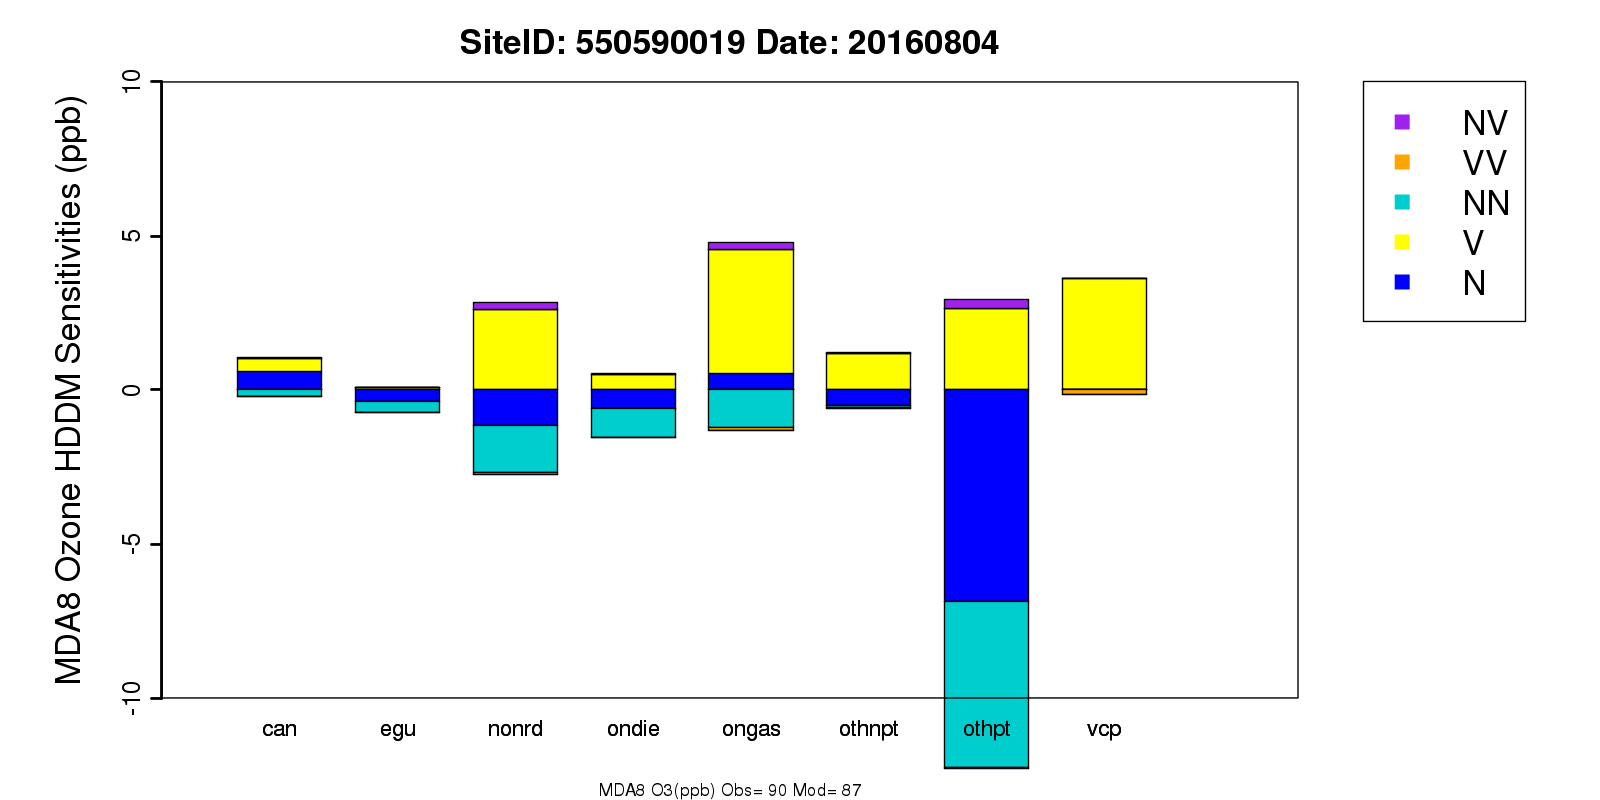 SiteID: 550590019 Date: 20160804
MDA8 Ozone HDDM Sensitivities (ppb)
10
5
0
-5
-10
NV
VV
NN
V
N
can egu nonrd ondie ongas othnpt othpt vcp
MDA8 O3(ppb) Obs= 90 Mod= 87